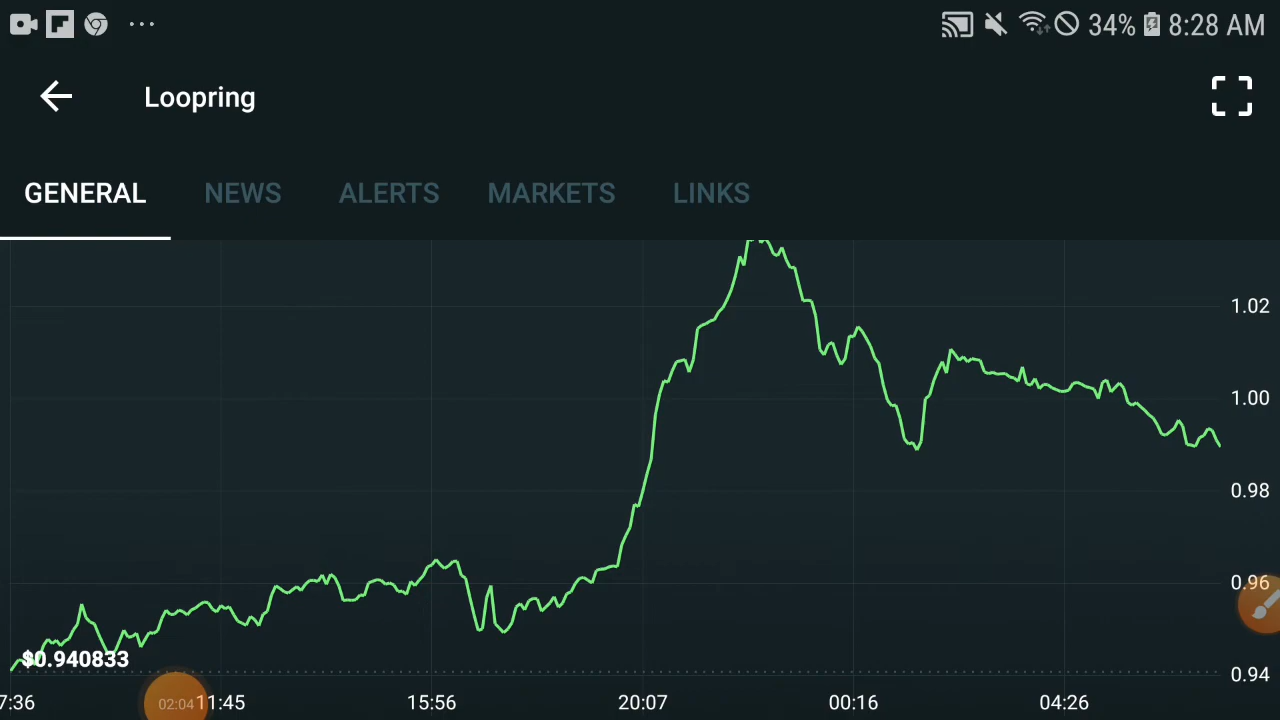 34% 8:28 AM
Loopring
GENERAL NEWS ALERTS MARKETS LINKS
1.02
1.00
0.98
0.96
$0.940833
0.94
7:36 02:04 11:45 15:56 20:07 00:16 04:26